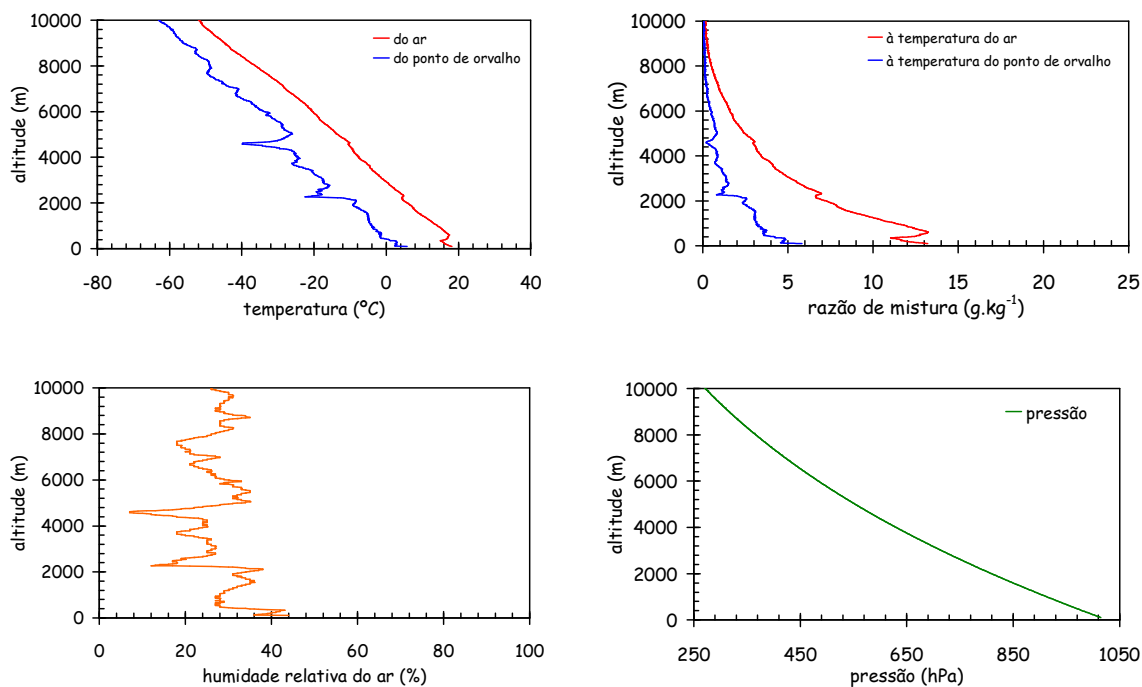 10000
8000
6000
4000
2000
0
altitude (m)
do ar
do ponto de orvalho
-80 -60 -40 -20 0 20 40
temperatura (ºC)
10000
8000
6000
4000
2000
0
altitude (m)
à temperatura do ar
à temperatura do ponto de orvalho
0 5 10 15 20 25
razão de mistura (g.kg⁻¹)
10000
8000
6000
4000
2000
0
altitude (m)
0 20 40 60 80 100
humidade relativa do ar (%)
10000
8000
6000
4000
2000
0
altitude (m)
pressão
250 450 650 850 1050
pressão (hPa)